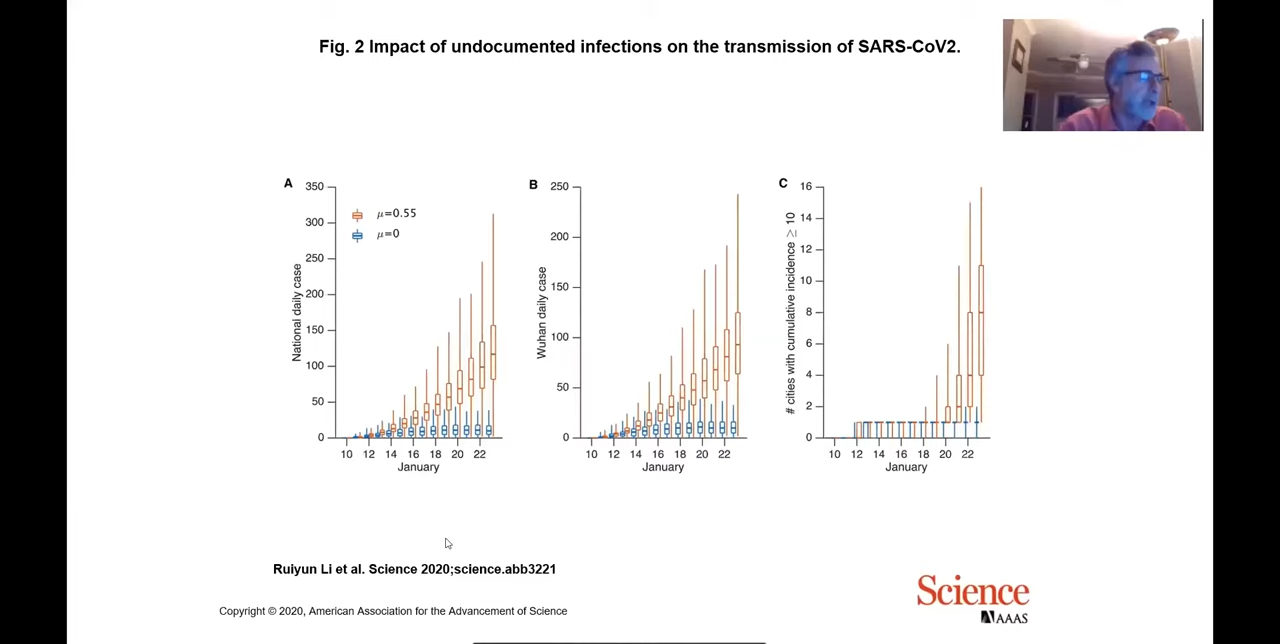 Fig. 2 Impact of undocumented infections on the transmission of SARS-CoV2.
A
350
300
250
200
150
100
50
0
National daily case
μ=0.55
μ=0
10 12 14 16 18 20 22
January
B
250
200
150
100
50
0
Wuhan daily case
10 12 14 16 18 20 22
January
C
16
14
12
10
8
6
4
2
0
# cities with cumulative incidence ≥ 10
10 12 14 16 18 20 22
January
Ruiyun Li et al. Science 2020;science.abb3221
Copyright © 2020, American Association for the Advancement of Science
Science
AAAS